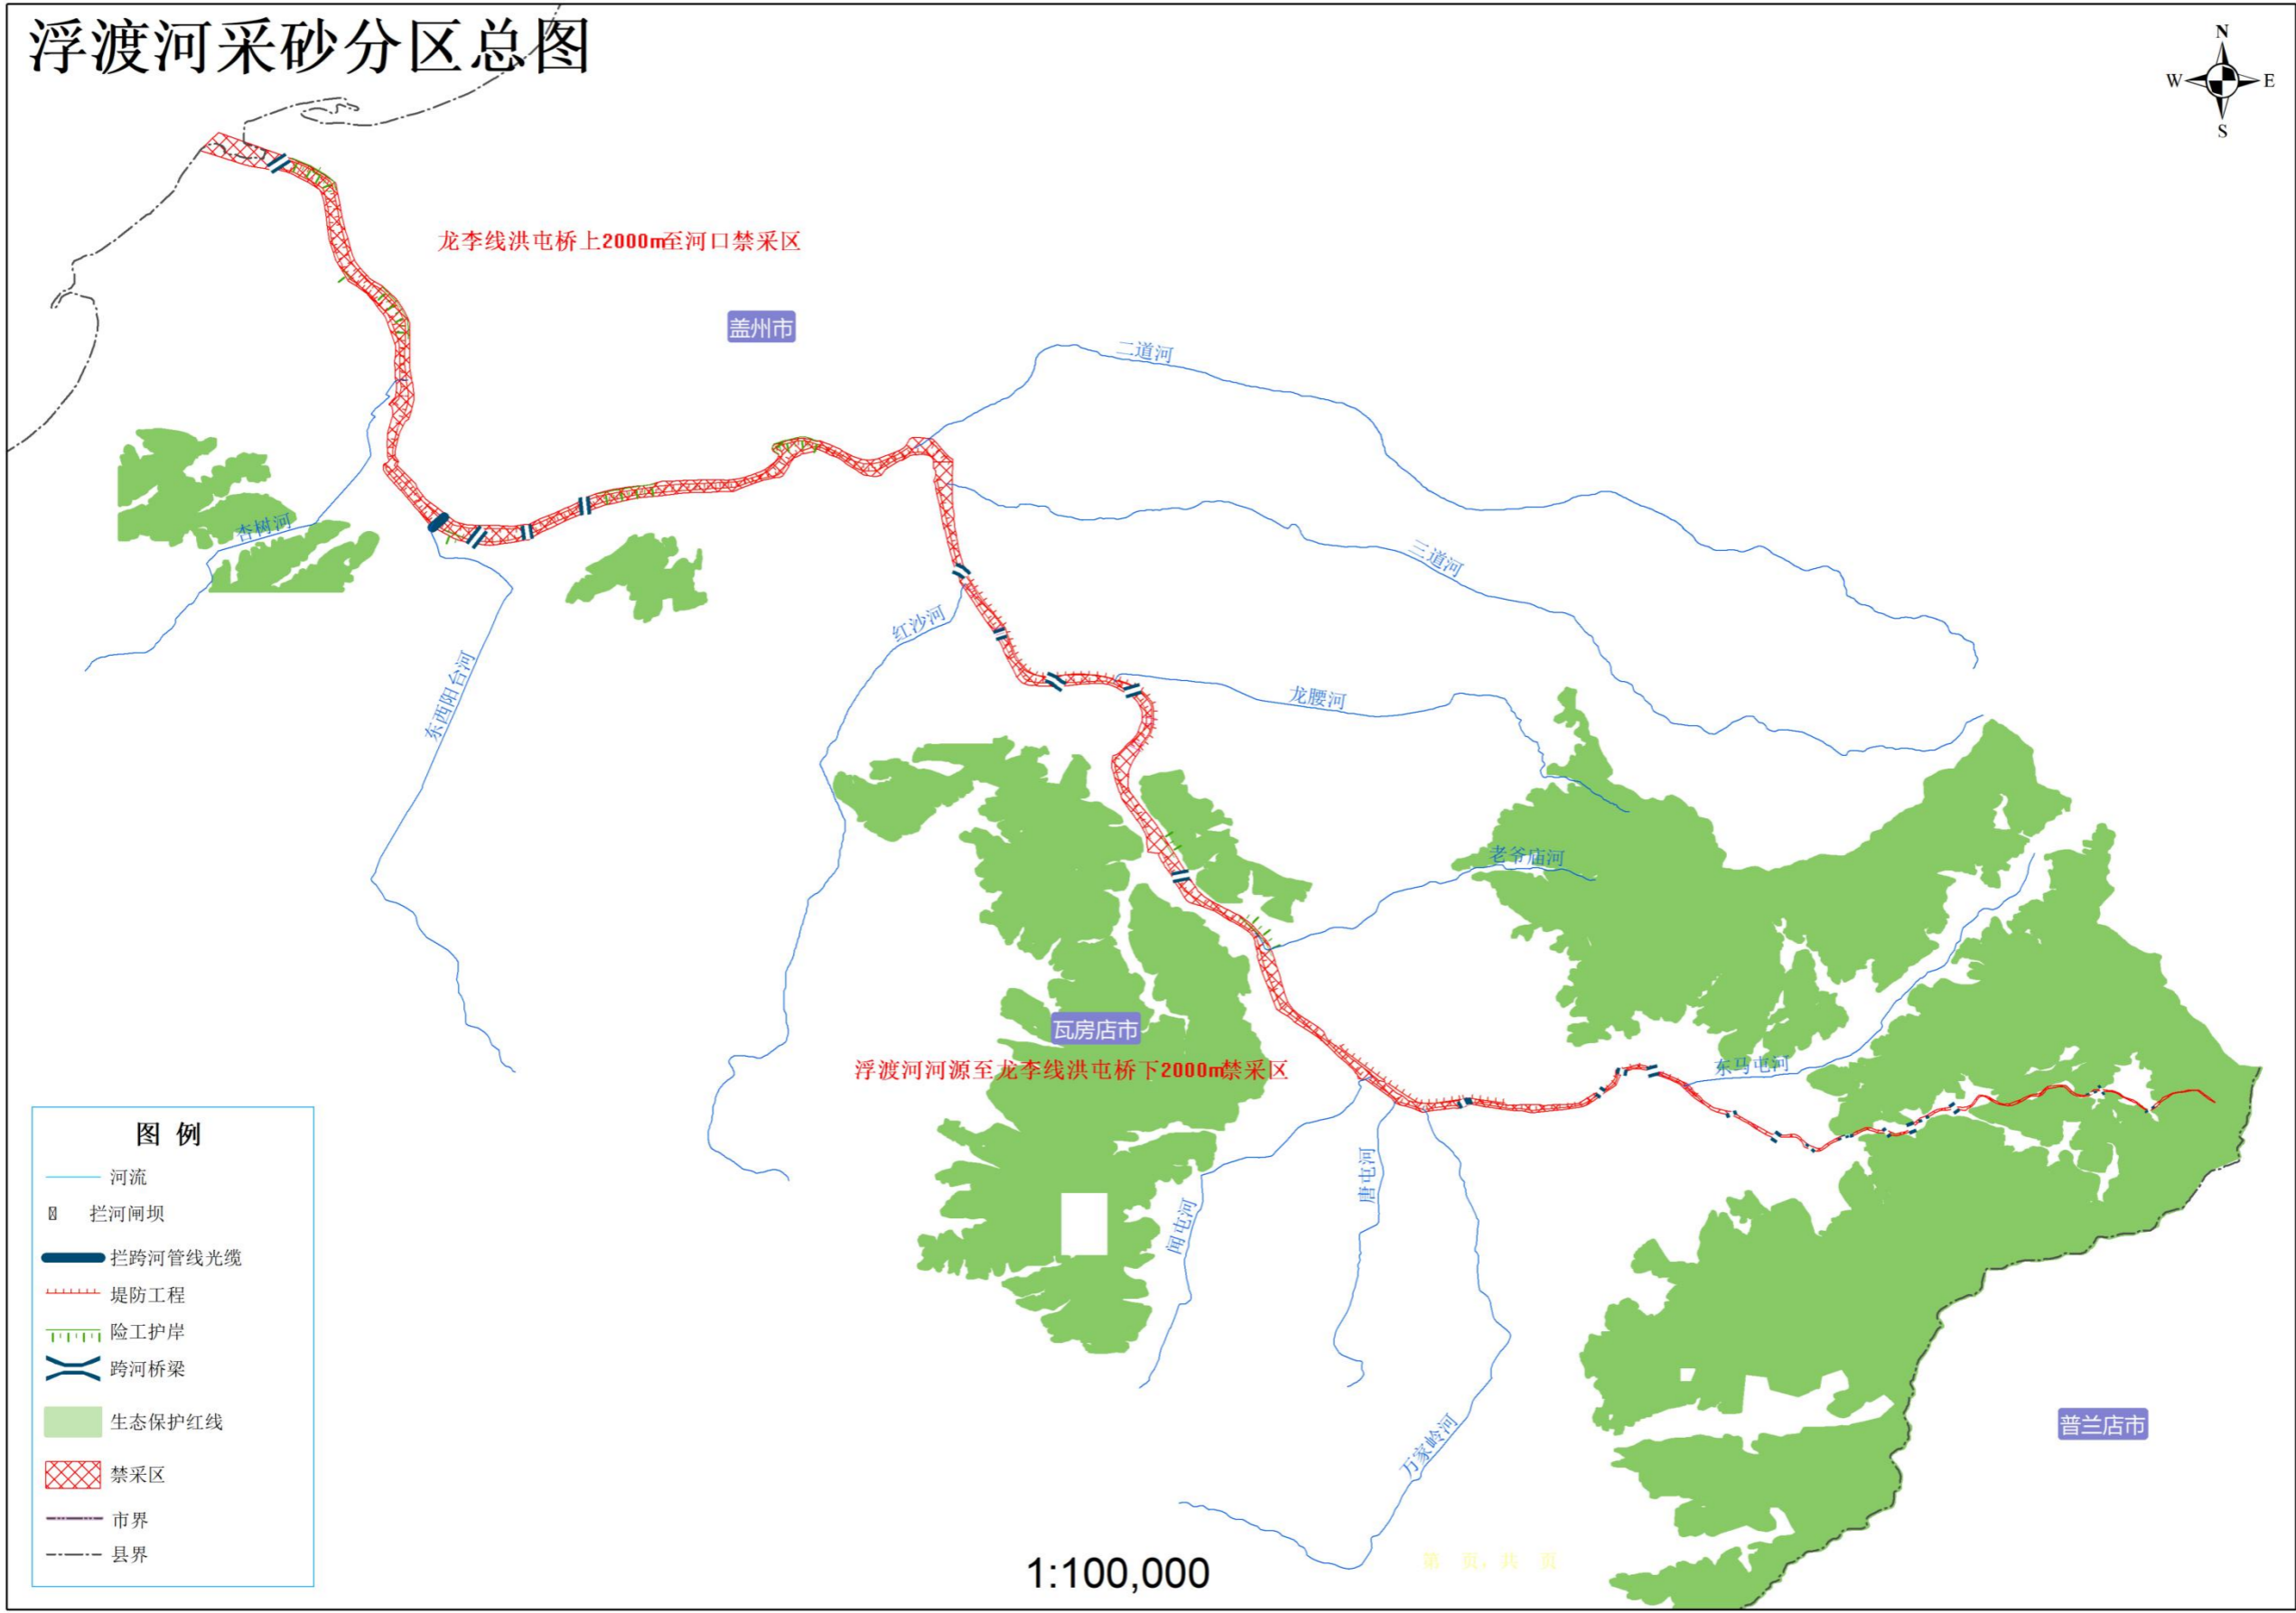 浮渡河采砂分区总图
N
W
E
S
龙李线洪屯桥上2000m至河口禁采区
盖州市
二道河
杏树河
三道河
红沙河
东西阳台河
龙腰河
老爷庙河
瓦房店市
浮渡河河源至龙李线洪屯桥下2000m禁采区
东马屯河
唐屯河
闻屯河
万家岭河
普兰店市
图 例
河流
拦河闸坝
拦跨河管线光缆
堤防工程
险工护岸
跨河桥梁
生态保护红线
禁采区
市界
县界
1:100,000
第 页，共 页